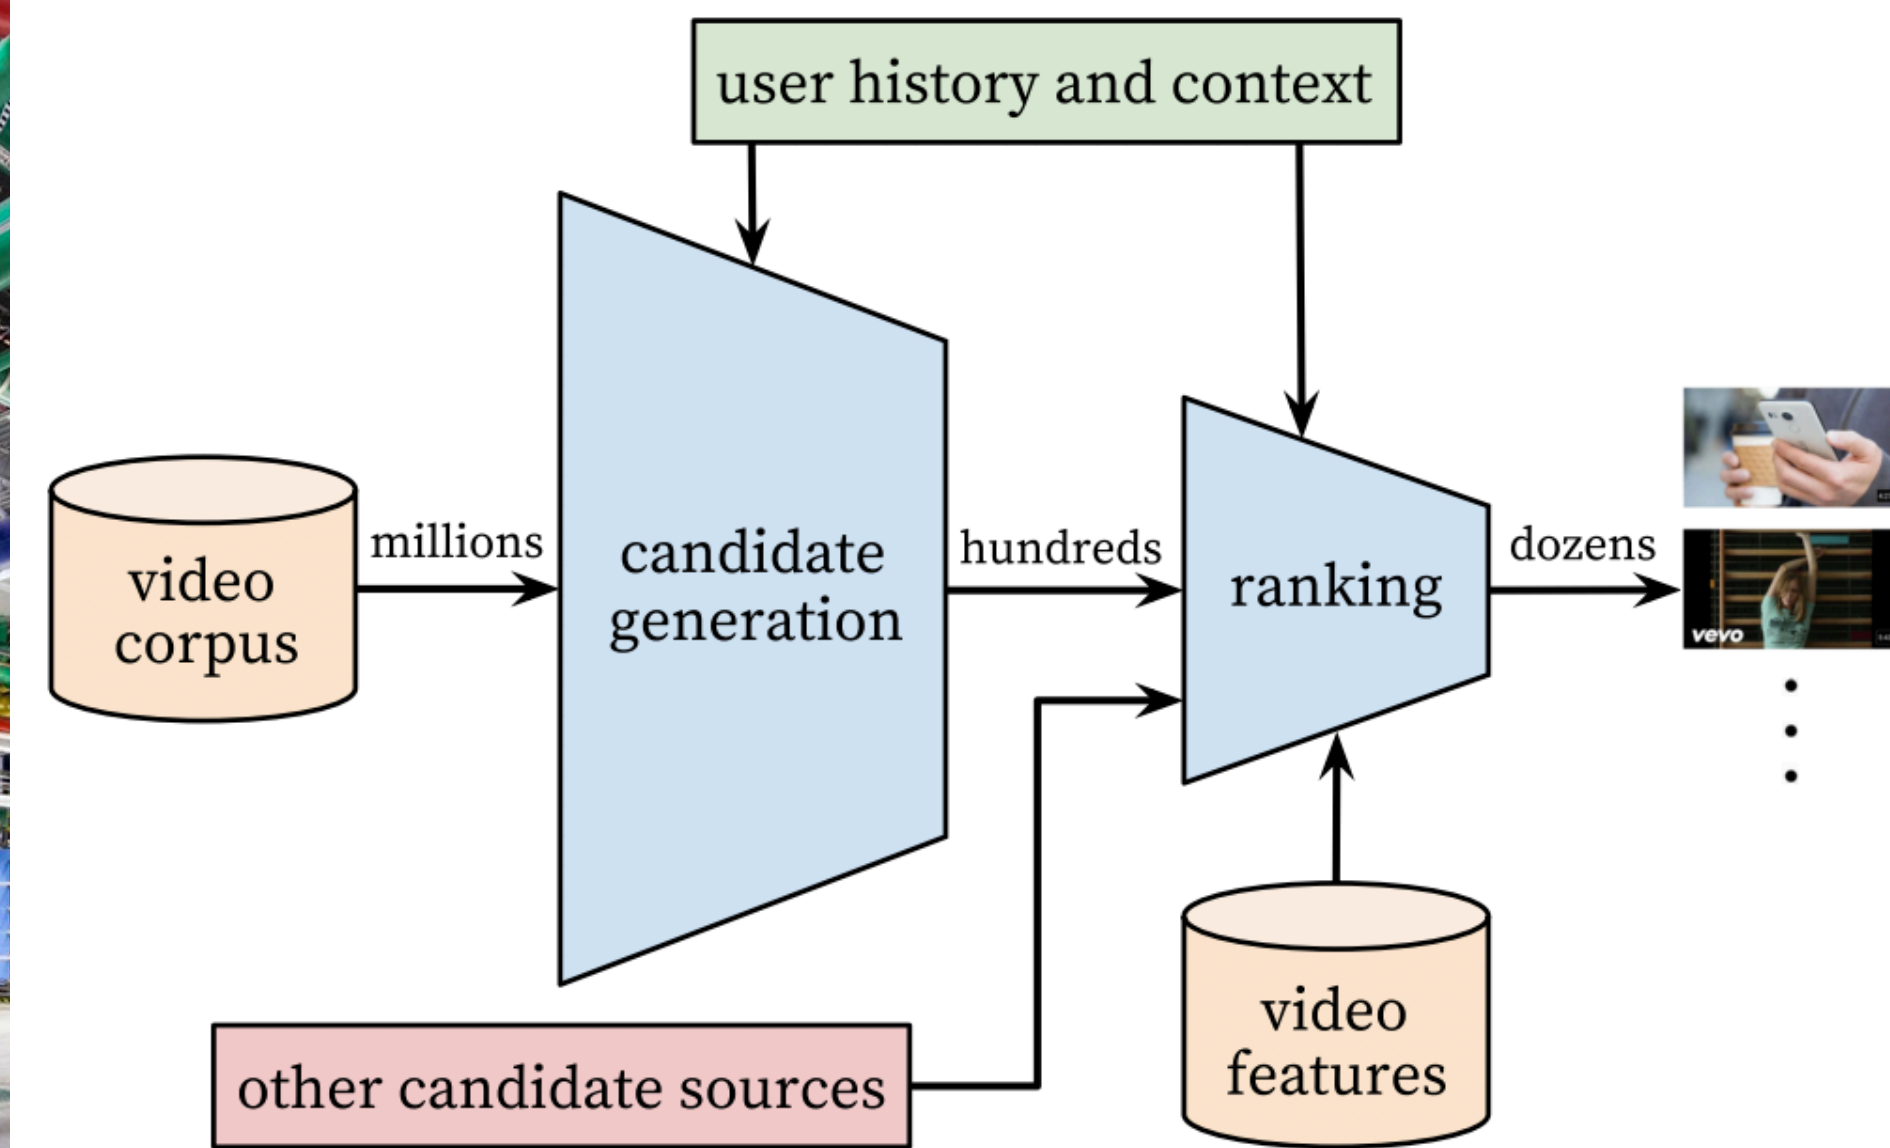 user history and context
video
corpus
millions
candidate
generation
hundreds
ranking
dozens
vevo
other candidate sources
video
features